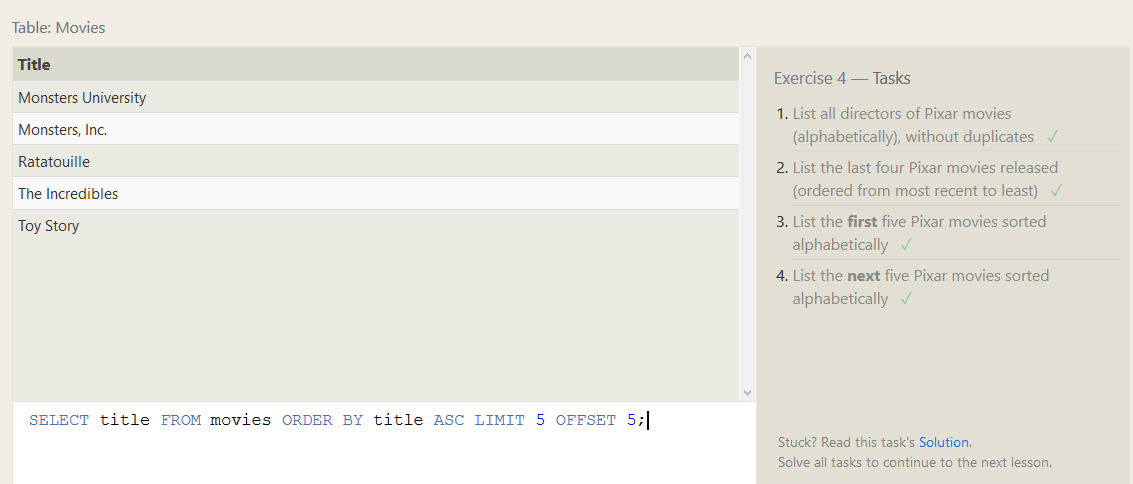 Table: Movies
Title
Monsters University
Monsters, Inc.
Ratatouille
The Incredibles
Toy Story
SELECT title FROM movies ORDER BY title ASC LIMIT 5 OFFSET 5;
Exercise 4 — Tasks
1. List all directors of Pixar movies
(alphabetically), without duplicates ✓
2. List the last four Pixar movies released
(ordered from most recent to least) ✓
3. List the first five Pixar movies sorted
alphabetically ✓
4. List the next five Pixar movies sorted
alphabetically ✓
Stuck? Read this task's Solution.
Solve all tasks to continue to the next lesson.